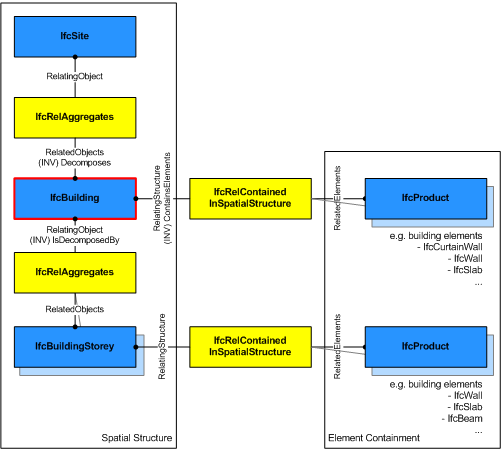 IfcSite
RelatingObject
IfcRelAggregates
RelatedObjects
(INV) Decomposes
IfcBuilding
RelatingObject
(INV) IsDecomposedBy
IfcRelAggregates
RelatedObjects
IfcBuildingStorey
RelatingStructure
(INV) ContainsElements
IfcRelContained
InSpatialStructure
RelatedElements
IfcProduct
e.g. building elements
- IfcCurtainWall
- IfcWall
- IfcSlab
...
RelatingStructure
IfcRelContained
InSpatialStructure
RelatedElements
IfcProduct
e.g. building elements
- IfcWall
- IfcSlab
- IfcBeam
...
Spatial Structure
Element Containment